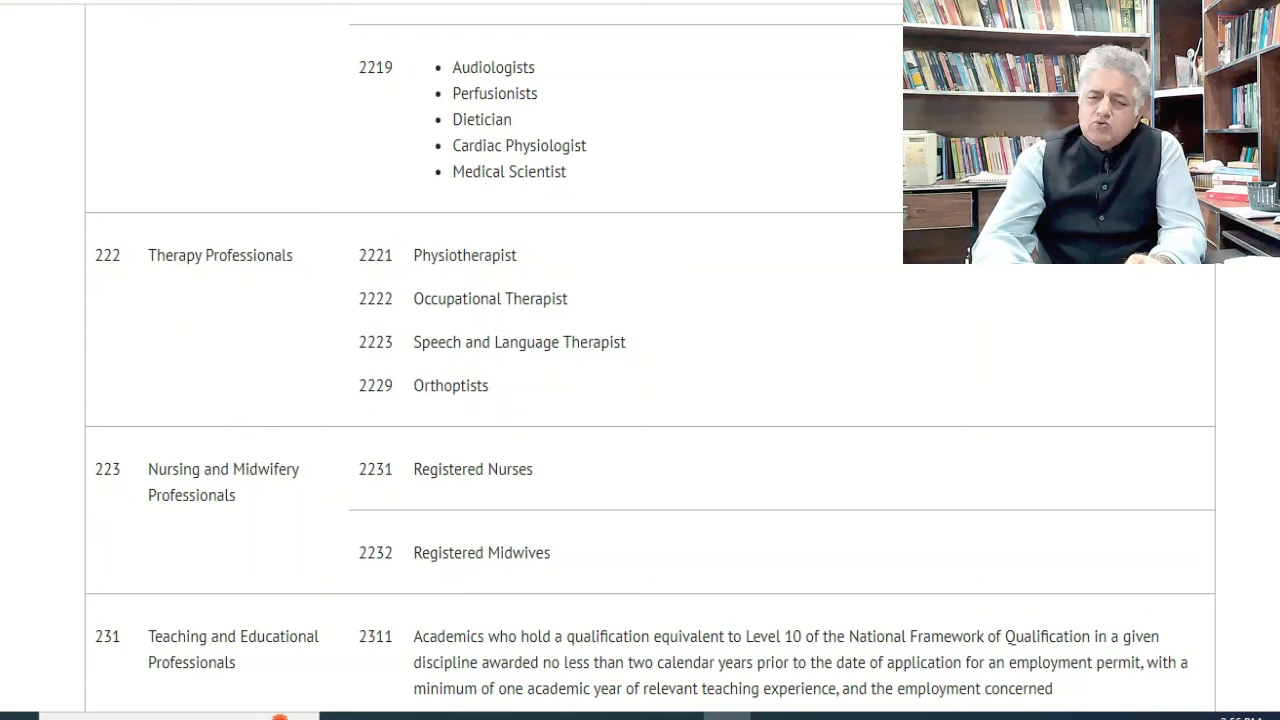 2219
• Audiologists
• Perfusionists
• Dietician
• Cardiac Physiologist
• Medical Scientist
222 Therapy Professionals 2221 Physiotherapist
2222 Occupational Therapist
2223 Speech and Language Therapist
2229 Orthoptists
223 Nursing and Midwifery Professionals 2231 Registered Nurses
2232 Registered Midwives
231 Teaching and Educational Professionals 2311 Academics who hold a qualification equivalent to Level 10 of the National Framework of Qualification in a given
discipline awarded no less than two calendar years prior to the date of application for an employment permit, with a
minimum of one academic year of relevant teaching experience, and the employment concerned